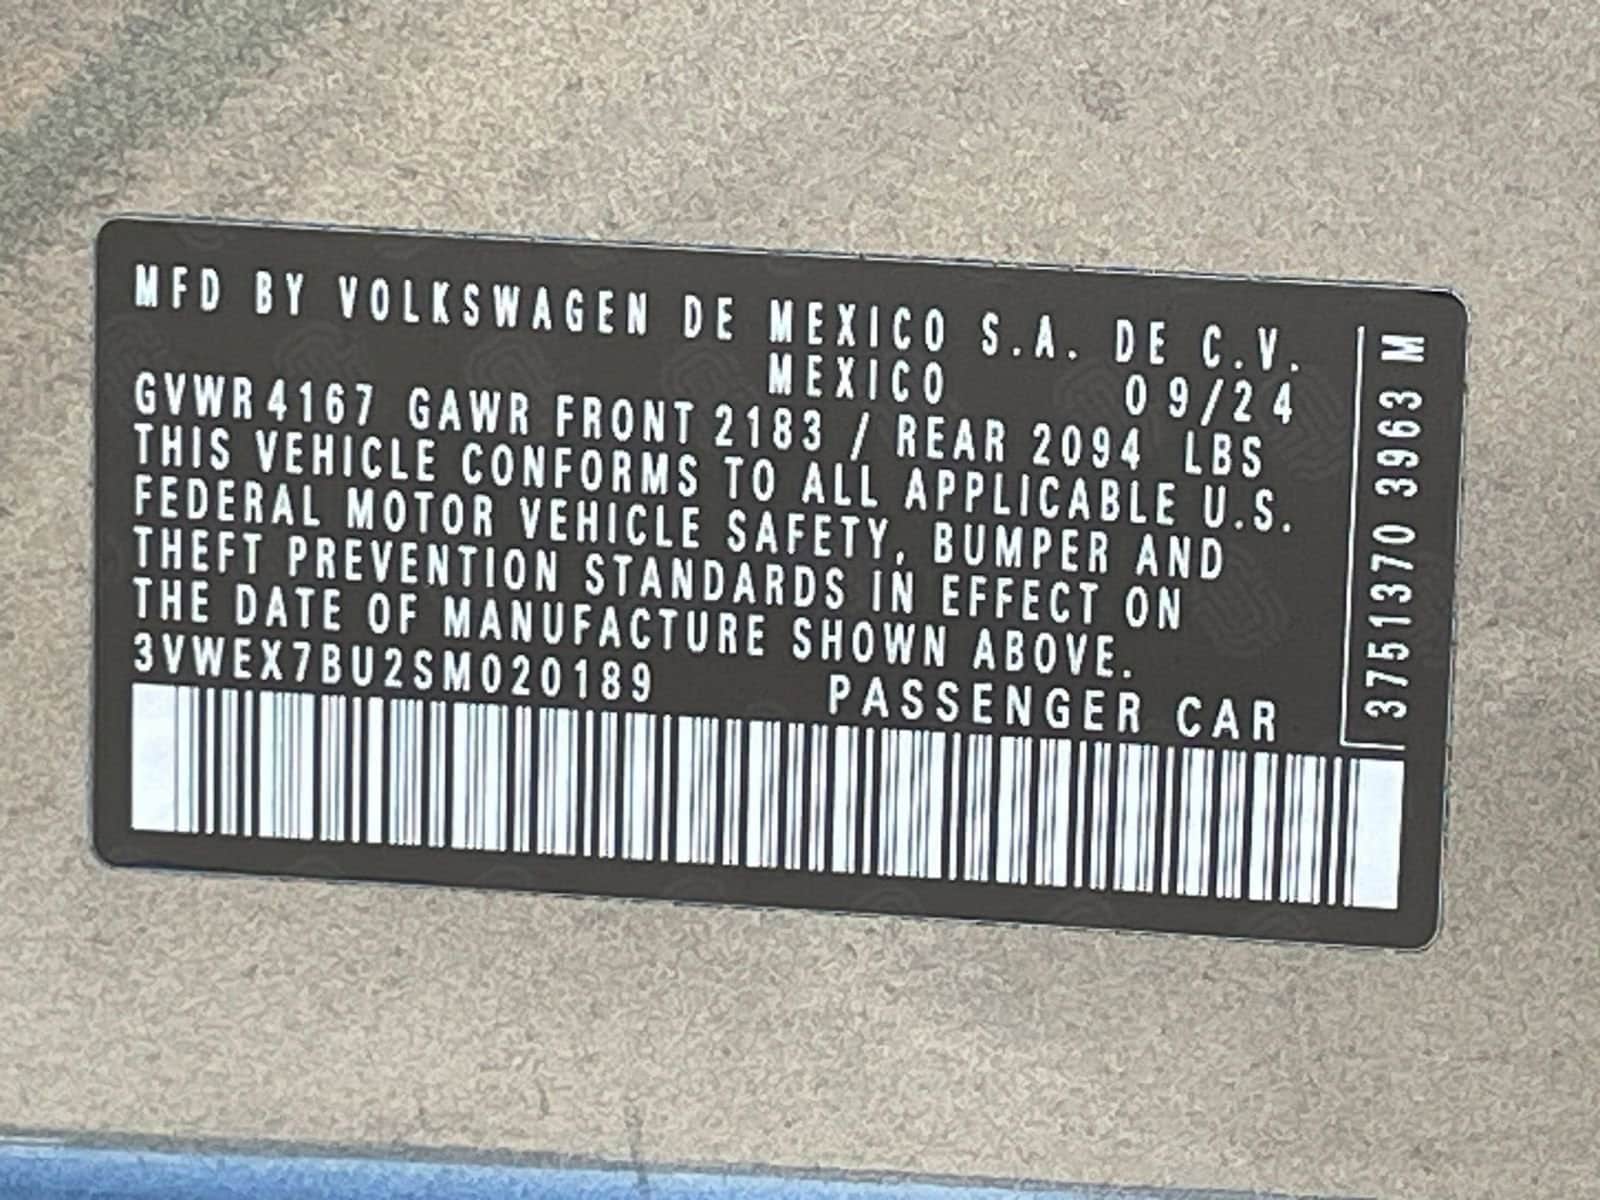 MFD BY VOLKSWAGEN DE MEXICO S.A. DE C.V.
MEXICO 09/24
GVWR 4167 GAWR FRONT 2183 / REAR 2094 LBS
THIS VEHICLE CONFORMS TO ALL APPLICABLE U.S.
FEDERAL MOTOR VEHICLE SAFETY, BUMPER AND
THEFT PREVENTION STANDARDS IN EFFECT ON
THE DATE OF MANUFACTURE SHOWN ABOVE.
3VWEX7BU2SM020189 PASSENGER CAR
3751370 3963 M